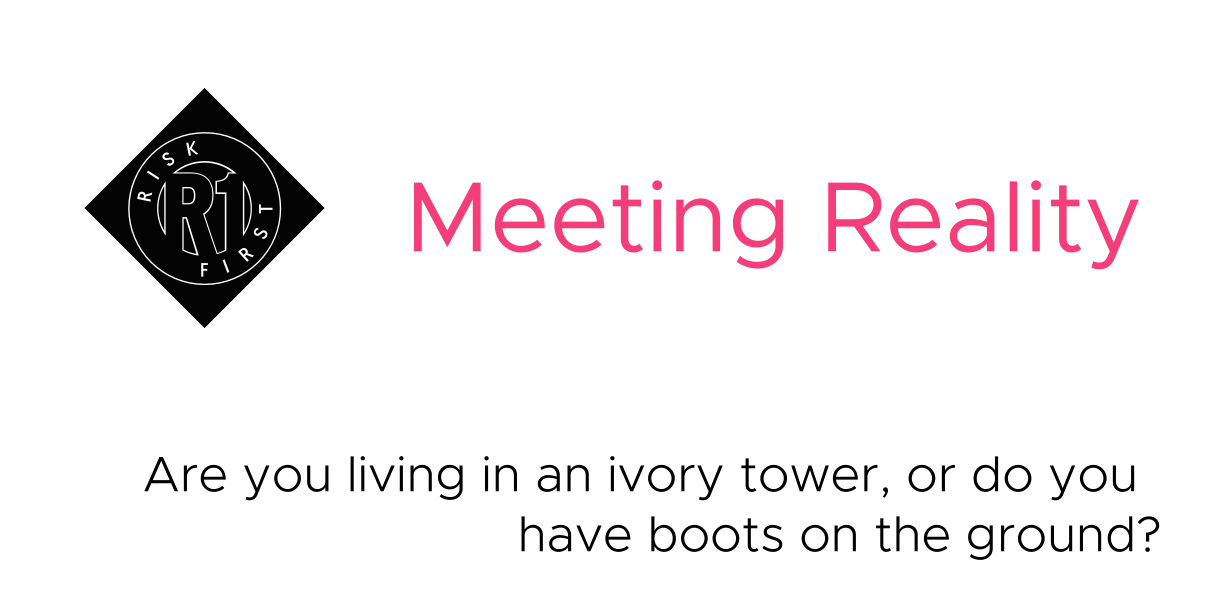 RISK
R1
FIRST
Meeting Reality
Are you living in an ivory tower, or do you
have boots on the ground?